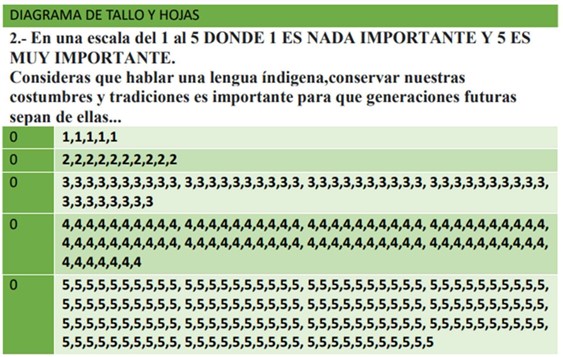 DIAGRAMA DE TALLO Y HOJAS
2.- En una escala del 1 al 5 DONDE 1 ES NADA IMPORTANTE Y 5 ES
MUY IMPORTANTE.
Consideras que hablar una lengua índigena,conservar nuestras
costumbres y tradiciones es importante para que generaciones futuras
sepan de ellas...
0 1,1,1,1,1
0 2,2,2,2,2,2,2,2,2,2
0 3,3,3,3,3,3,3,3,3,3, 3,3,3,3,3,3,3,3,3,3, 3,3,3,3,3,3,3,3,3,3, 3,3,3,3,3,3,3,3,3,3,
3,3,3,3,3,3,3,3
0 4,4,4,4,4,4,4,4,4,4, 4,4,4,4,4,4,4,4,4,4, 4,4,4,4,4,4,4,4,4,4, 4,4,4,4,4,4,4,4,4,4,
4,4,4,4,4,4,4,4,4,4, 4,4,4,4,4,4,4,4,4,4, 4,4,4,4,4,4,4,4,4,4, 4,4,4,4,4,4,4,4,4,4,
4,4,4,4,4,4,4
0 5,5,5,5,5,5,5,5,5,5, 5,5,5,5,5,5,5,5,5,5, 5,5,5,5,5,5,5,5,5,5, 5,5,5,5,5,5,5,5,5,5,
5,5,5,5,5,5,5,5,5,5, 5,5,5,5,5,5,5,5,5,5, 5,5,5,5,5,5,5,5,5,5, 5,5,5,5,5,5,5,5,5,5,
5,5,5,5,5,5,5,5,5,5, 5,5,5,5,5,5,5,5,5,5, 5,5,5,5,5,5,5,5,5,5, 5,5,5,5,5,5,5,5,5,5,
5,5,5,5,5,5,5,5,5,5, 5,5,5,5,5,5,5,5,5,5, 5,5,5,5,5,5,5,5,5,5,5